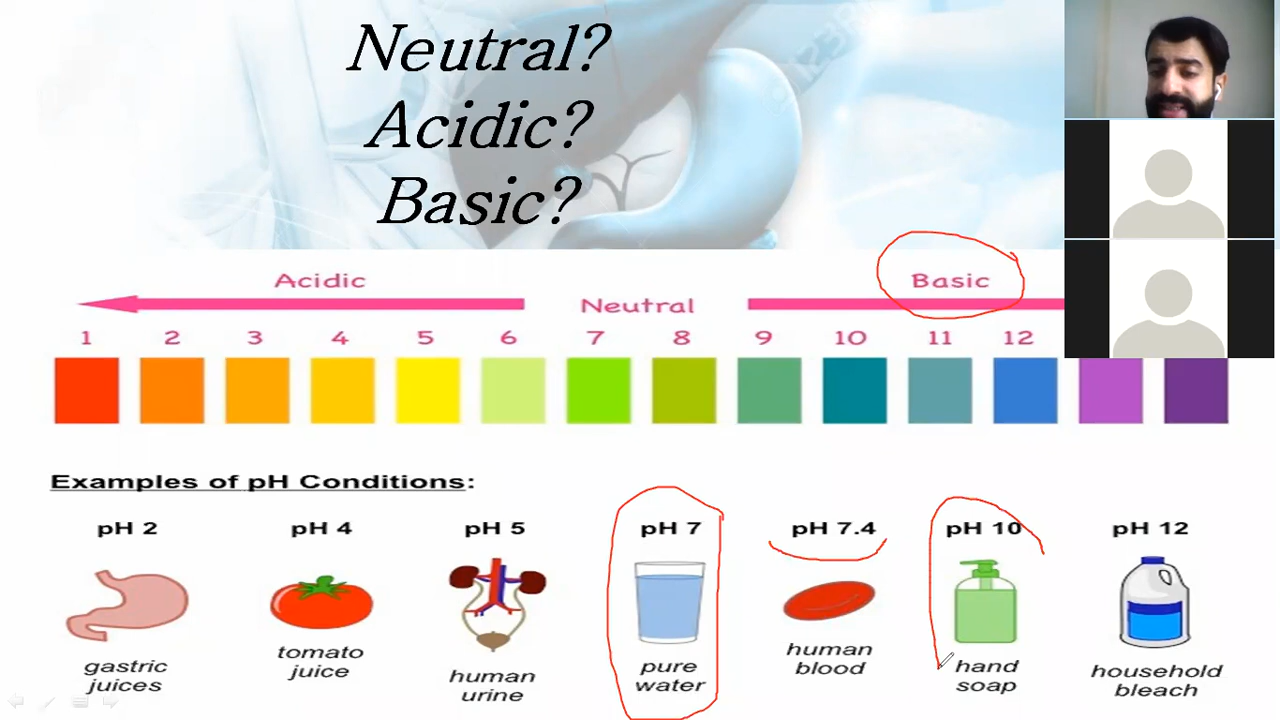 Neutral?
Acidic?
Basic?
Acidic
Neutral
Basic
1 2 3 4 5 6 7 8 9 10 11 12
Examples of pH Conditions:
pH 2 pH 4 pH 5 pH 7 pH 7.4 pH 10 pH 12
gastric juices
tomato juice
human urine
pure water
human blood
hand soap
household bleach